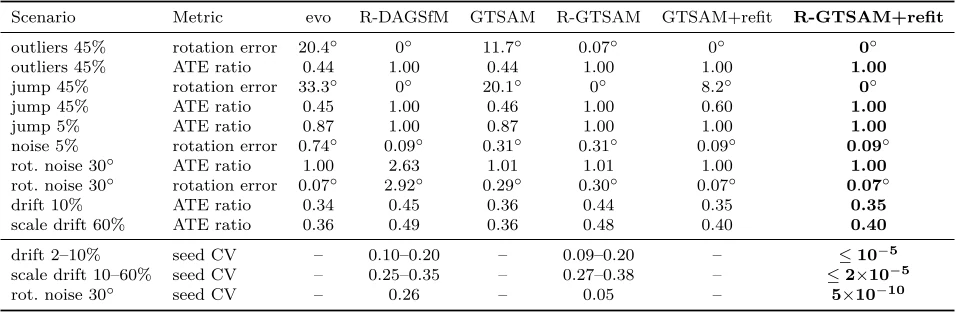 Scenario Metric evo R-DAGSfM GTSAM R-GTSAM GTSAM+refit R-GTSAM+refit
outliers 45% rotation error 20.4° 0° 11.7° 0.07° 0° 0°
outliers 45% ATE ratio 0.44 1.00 0.44 1.00 1.00 1.00
jump 45% rotation error 33.3° 0° 20.1° 0° 8.2° 0°
jump 45% ATE ratio 0.45 1.00 0.46 1.00 0.60 1.00
jump 5% ATE ratio 0.87 1.00 0.87 1.00 1.00 1.00
noise 5% rotation error 0.74° 0.09° 0.31° 0.31° 0.09° 0.09°
rot. noise 30° ATE ratio 1.00 2.63 1.01 1.01 1.00 1.00
rot. noise 30° rotation error 0.07° 2.92° 0.29° 0.30° 0.07° 0.07°
drift 10% ATE ratio 0.34 0.45 0.36 0.44 0.35 0.35
scale drift 60% ATE ratio 0.36 0.49 0.36 0.48 0.40 0.40
drift 2–10% seed CV – 0.10–0.20 – 0.09–0.20 – ≤ 10⁻⁵
scale drift 10–60% seed CV – 0.25–0.35 – 0.27–0.38 – ≤ 2×10⁻⁵
rot. noise 30° seed CV – 0.26 – 0.05 – 5×10⁻¹⁰